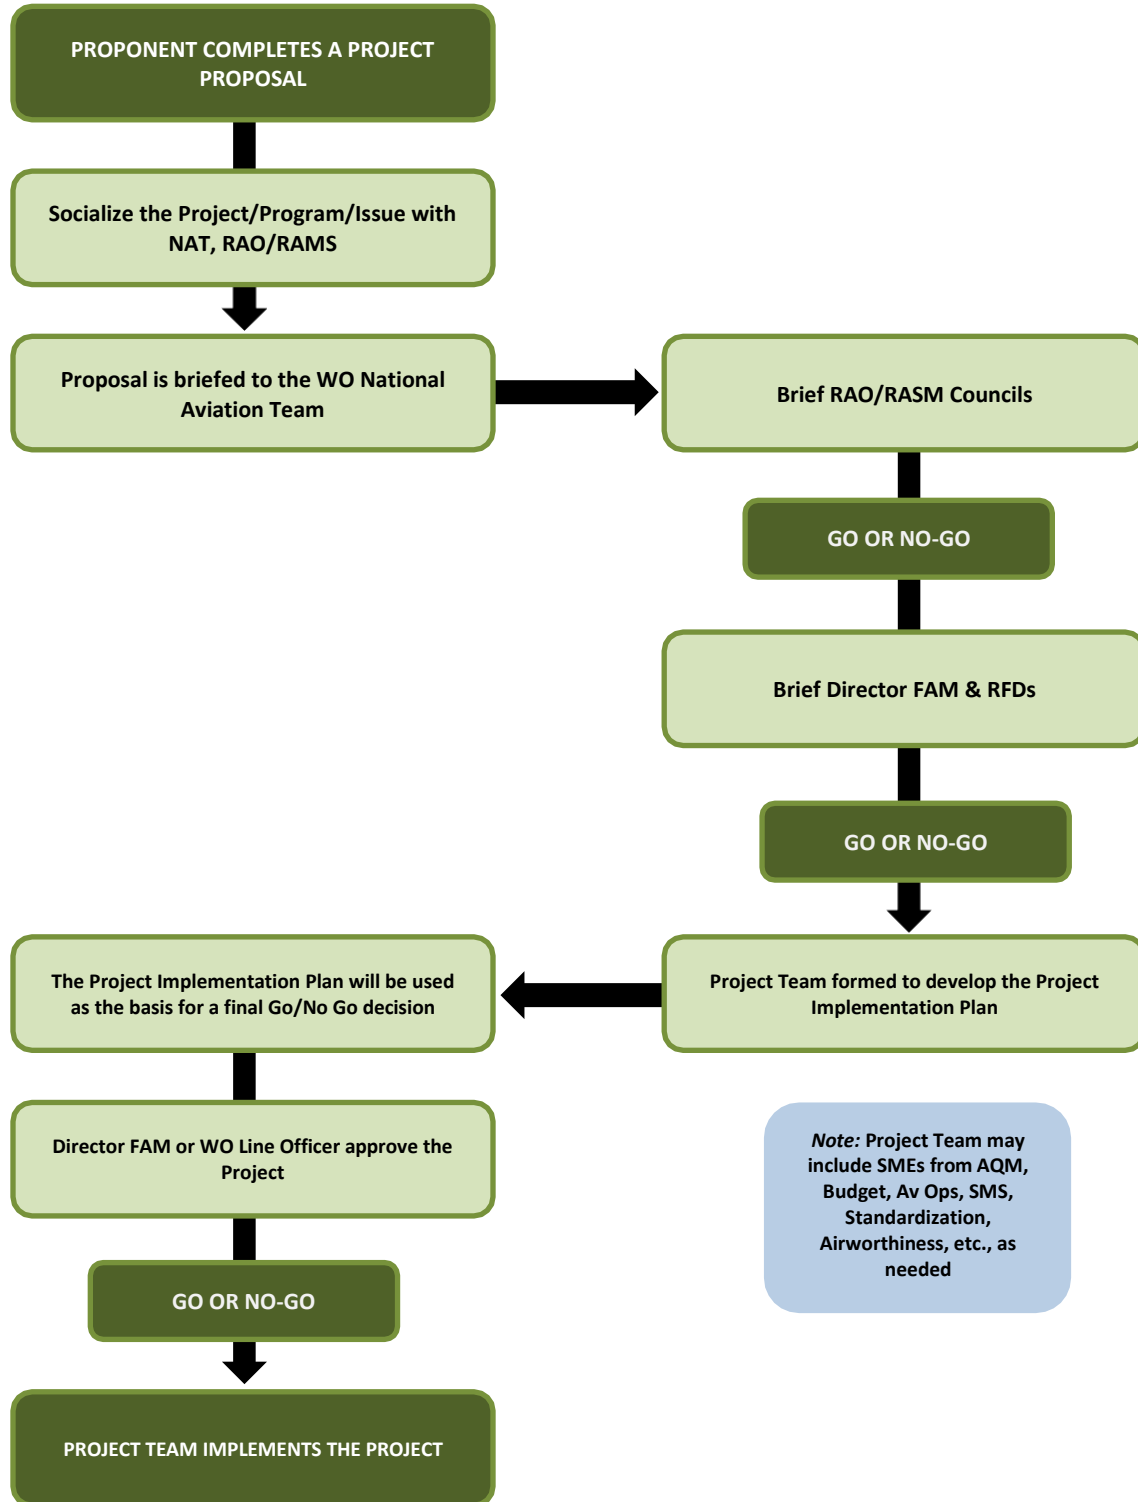 PROPONENT COMPLETES A PROJECT
PROPOSAL
Socialize the Project/Program/Issue with
NAT, RAO/RAMS
Proposal is briefed to the WO National
Aviation Team
Brief RAO/RASM Councils
GO OR NO-GO
Brief Director FAM & RFDs
GO OR NO-GO
Project Team formed to develop the Project
Implementation Plan
The Project Implementation Plan will be used
as the basis for a final Go/No Go decision
Director FAM or WO Line Officer approve the
Project
Note: Project Team may
include SMEs from AQM,
Budget, Av Ops, SMS,
Standardization,
Airworthiness, etc., as
needed
GO OR NO-GO
PROJECT TEAM IMPLEMENTS THE PROJECT